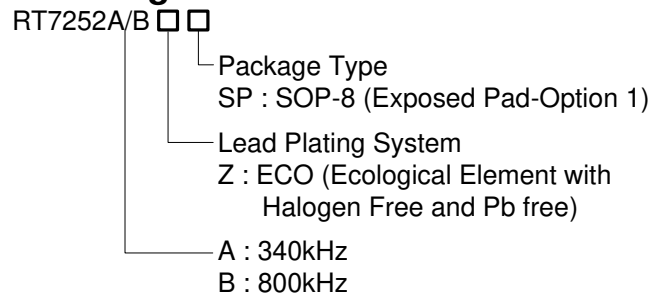 RT7252A/B
Package Type
SP : SOP-8 (Exposed Pad-Option 1)
Lead Plating System
Z : ECO (Ecological Element with
Halogen Free and Pb free)
A : 340kHz
B : 800kHz